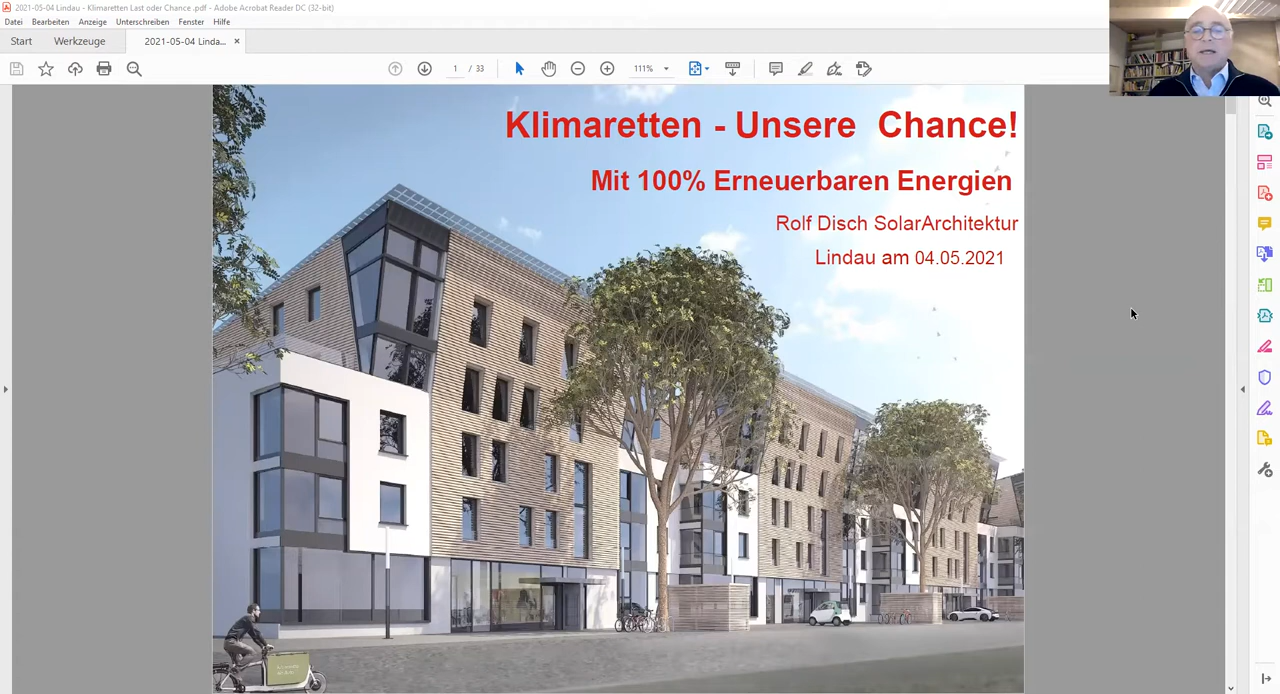 2021-05-04 Lindau - Klimaretten Last oder Chance .pdf - Adobe Acrobat Reader DC (32-bit)
Datei Bearbeiten Anzeige Unterschreiben Fenster Hilfe
Start Werkzeuge 2021-05-04 Linda... ×
1 / 33 111%
Klimaretten - Unsere Chance!
Mit 100% Erneuerbaren Energien
Rolf Disch SolarArchitektur
Lindau am 04.05.2021